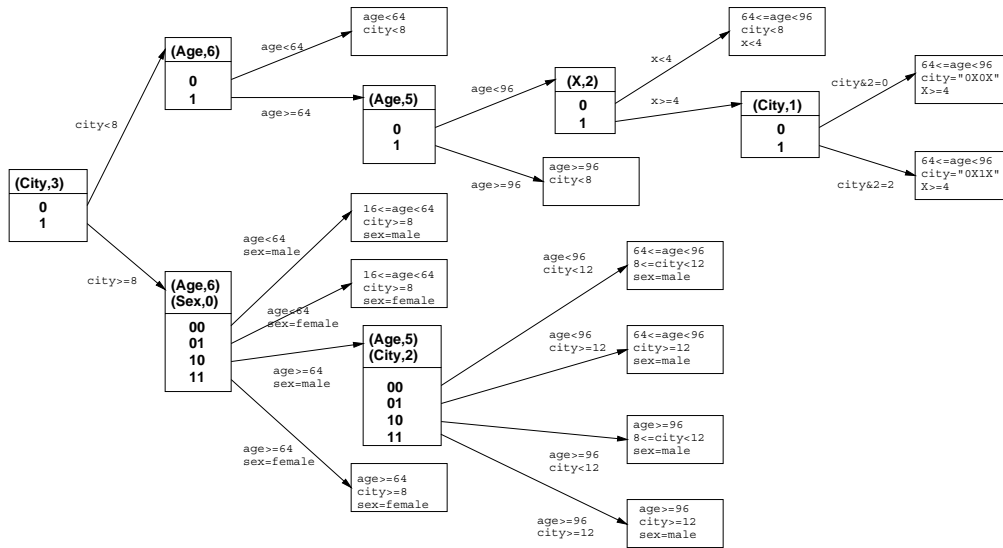 (City,3)
0
1
city<8
city>=8
(Age,6)
0
1
age<64
age>=64
age<64
city<8
(Age,5)
0
1
age<96
age>=96
age>=96
city<8
(X,2)
0
1
x<4
x>=4
64<=age<96
city<8
x<4
(City,1)
0
1
city&2=0
city&2=2
64<=age<96
city="0X0X"
X>=4
64<=age<96
city="0X1X"
X>=4
(Age,6)
(Sex,0)
00
01
10
11
age<64
sex=male
age<64
sex=female
age>=64
sex=male
age>=64
sex=female
16<=age<64
city>=8
sex=male
16<=age<64
city>=8
sex=female
(Age,5)
(City,2)
00
01
10
11
age>=64
city>=8
sex=female
age<96
city<12
age<96
city>=12
age>=96
city<12
age>=96
city>=12
64<=age<96
8<=city<12
sex=male
64<=age<96
city>=12
sex=male
age>=96
8<=city<12
sex=male
age>=96
city>=12
sex=male